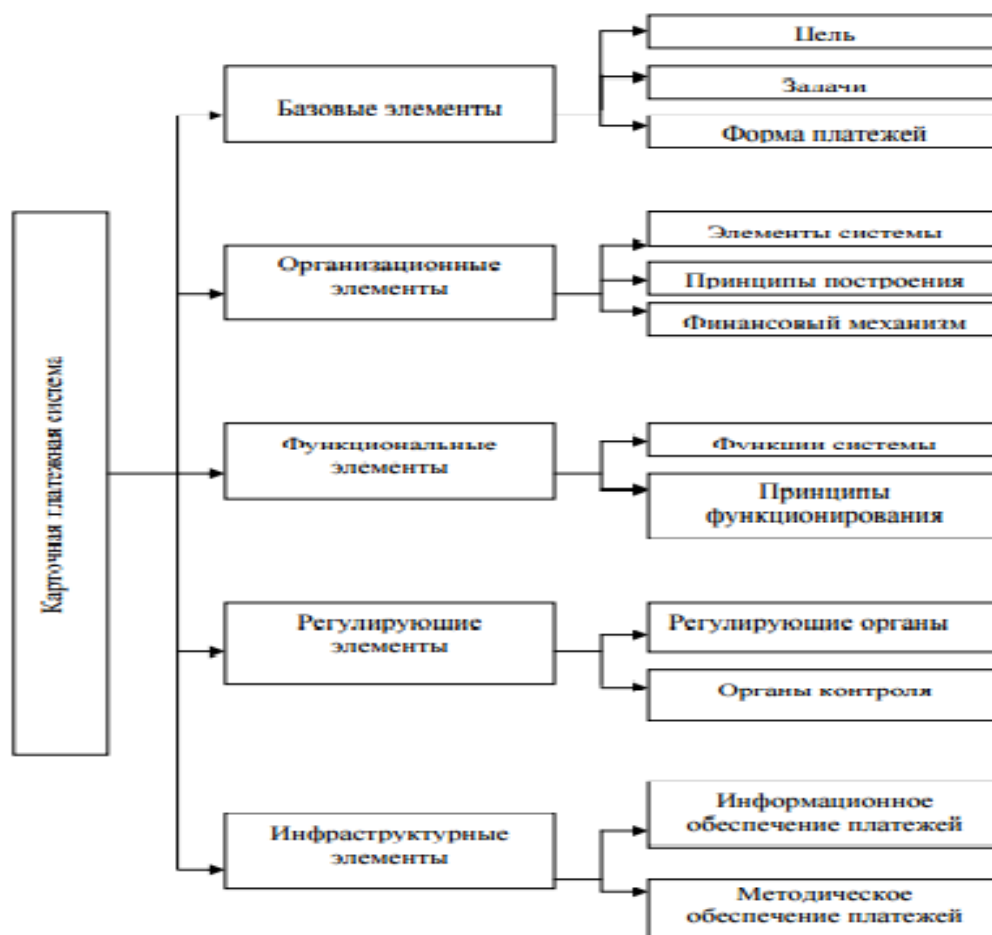 Карточная платежная система
Базовые элементы
Цель
Задачи
Форма платежей
Организационные
элементы
Элементы системы
Принципы построения
Финансовый механизм
Функциональные
элементы
Функции системы
Принципы
функционирования
Регулирующие
элементы
Регулирующие органы
Органы контроля
Инфраструктурные
элементы
Информационное
обеспечение платежей
Методическое
обеспечение платежей